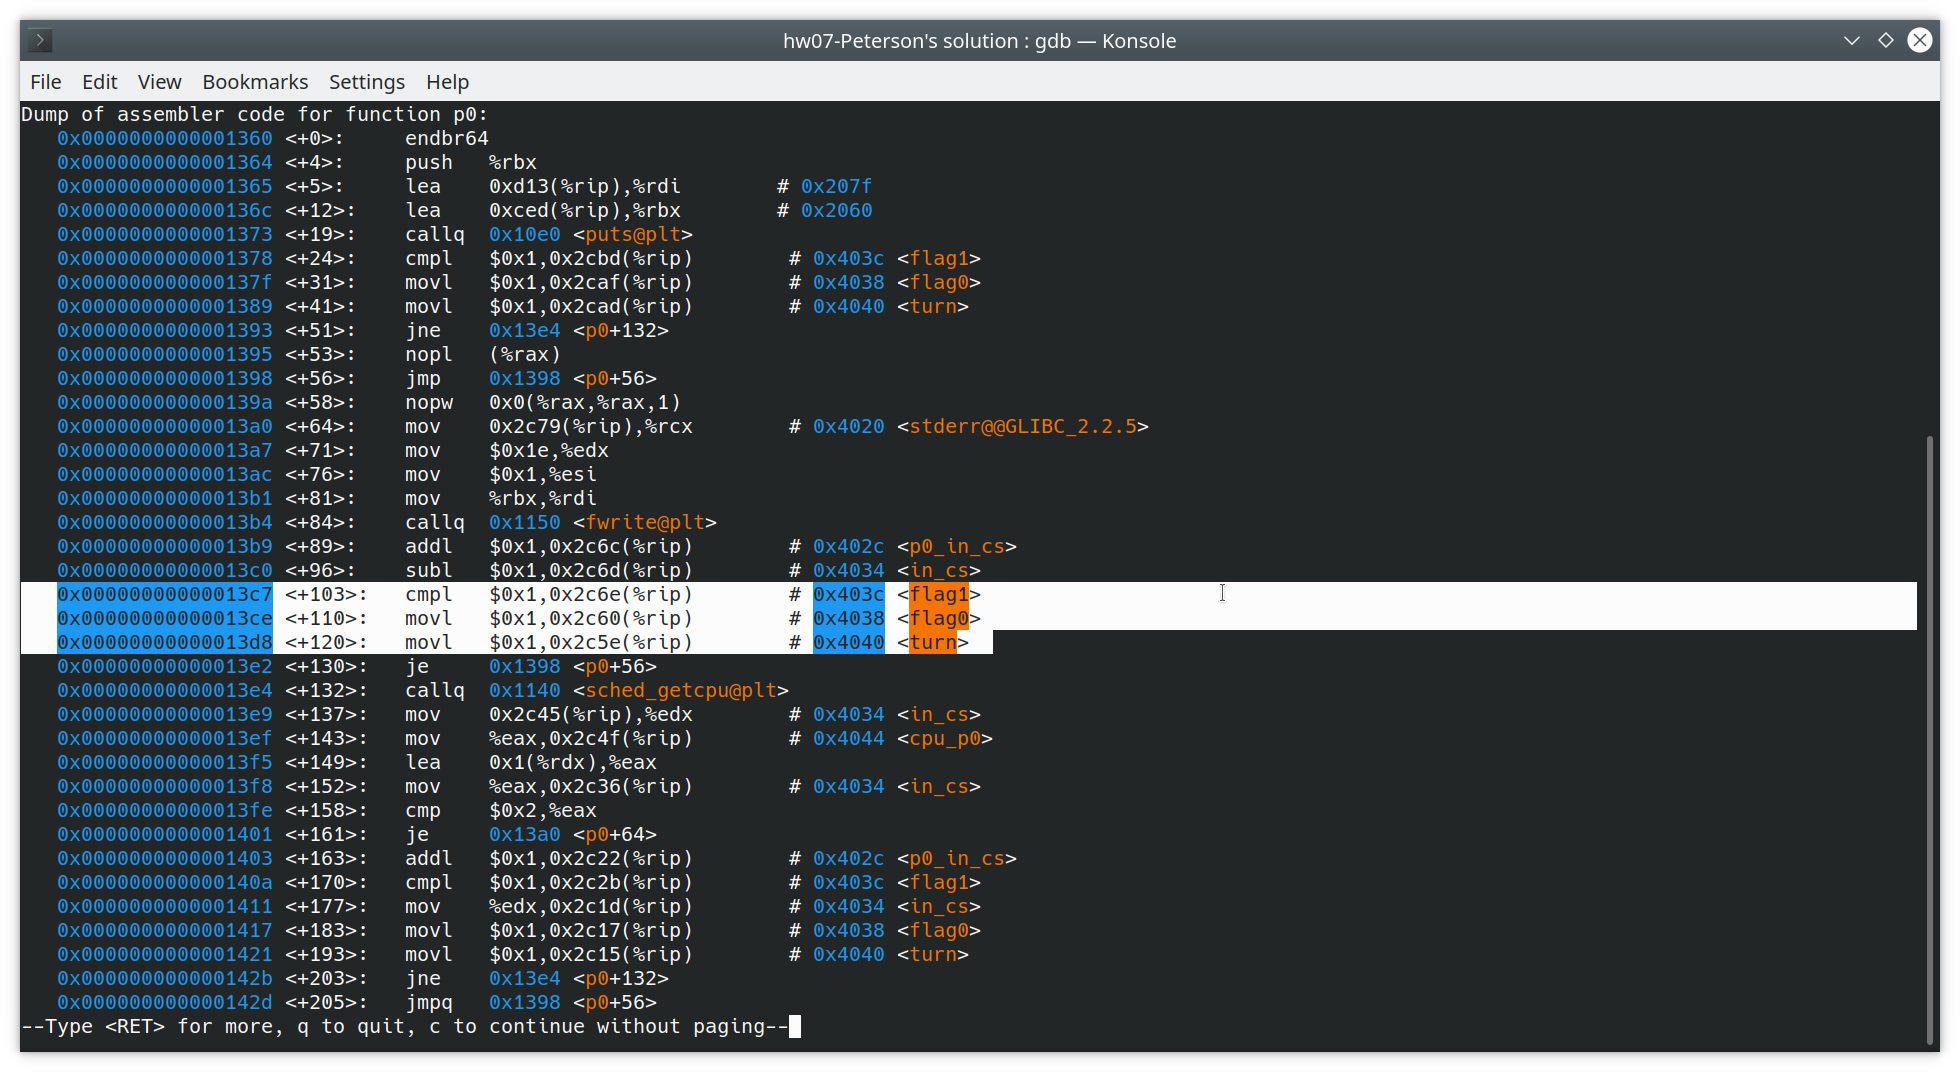 hw07-Peterson's solution : gdb — Konsole
File Edit View Bookmarks Settings Help
Dump of assembler code for function p0:
   0x0000000000001360 <+0>:     endbr64
   0x0000000000001364 <+4>:     push   %rbx
   0x0000000000001365 <+5>:     lea    0xd13(%rip),%rdi        # 0x207f
   0x000000000000136c <+12>:    lea    0xced(%rip),%rbx        # 0x2060
   0x0000000000001373 <+19>:    callq  0x10e0 <puts@plt>
   0x0000000000001378 <+24>:    cmpl   $0x1,0x2cbd(%rip)        # 0x403c <flag1>
   0x000000000000137f <+31>:    movl   $0x1,0x2caf(%rip)        # 0x4038 <flag0>
   0x0000000000001389 <+41>:    movl   $0x1,0x2cad(%rip)        # 0x4040 <turn>
   0x0000000000001393 <+51>:    jne    0x13e4 <p0+132>
   0x0000000000001395 <+53>:    nopl   (%rax)
   0x0000000000001398 <+56>:    jmp    0x1398 <p0+56>
   0x000000000000139a <+58>:    nopw   0x0(%rax,%rax,1)
   0x00000000000013a0 <+64>:    mov    0x2c79(%rip),%rcx        # 0x4020 <stderr@@GLIBC_2.2.5>
   0x00000000000013a7 <+71>:    mov    $0x1e,%edx
   0x00000000000013ac <+76>:    mov    $0x1,%esi
   0x00000000000013b1 <+81>:    mov    %rbx,%rdi
   0x00000000000013b4 <+84>:    callq  0x1150 <fwrite@plt>
   0x00000000000013b9 <+89>:    addl   $0x1,0x2c6c(%rip)        # 0x402c <p0_in_cs>
   0x00000000000013c0 <+96>:    subl   $0x1,0x2c6d(%rip)        # 0x4034 <in_cs>
   0x00000000000013c7 <+103>:   cmpl   $0x1,0x2c6e(%rip)        # 0x403c <flag1>
   0x00000000000013ce <+110>:   movl   $0x1,0x2c60(%rip)        # 0x4038 <flag0>
   0x00000000000013d8 <+120>:   movl   $0x1,0x2c5e(%rip)        # 0x4040 <turn>
   0x00000000000013e2 <+130>:   je     0x1398 <p0+56>
   0x00000000000013e4 <+132>:   callq  0x1140 <sched_getcpu@plt>
   0x00000000000013e9 <+137>:   mov    0x2c45(%rip),%edx        # 0x4034 <in_cs>
   0x00000000000013ef <+143>:   mov    %eax,0x2c4f(%rip)        # 0x4044 <cpu_p0>
   0x00000000000013f5 <+149>:   lea    0x1(%rdx),%eax
   0x00000000000013f8 <+152>:   mov    %eax,0x2c36(%rip)        # 0x4034 <in_cs>
   0x00000000000013fe <+158>:   cmp    $0x2,%eax
   0x0000000000001401 <+161>:   je     0x13a0 <p0+64>
   0x0000000000001403 <+163>:   addl   $0x1,0x2c22(%rip)        # 0x402c <p0_in_cs>
   0x000000000000140a <+170>:   cmpl   $0x1,0x2c2b(%rip)        # 0x403c <flag1>
   0x0000000000001411 <+177>:   mov    %edx,0x2c1d(%rip)        # 0x4034 <in_cs>
   0x0000000000001417 <+183>:   movl   $0x1,0x2c17(%rip)        # 0x4038 <flag0>
   0x0000000000001421 <+193>:   movl   $0x1,0x2c15(%rip)        # 0x4040 <turn>
   0x000000000000142b <+203>:   jne    0x13e4 <p0+132>
   0x000000000000142d <+205>:   jmpq   0x1398 <p0+56>
--Type <RET> for more, q to quit, c to continue without paging--